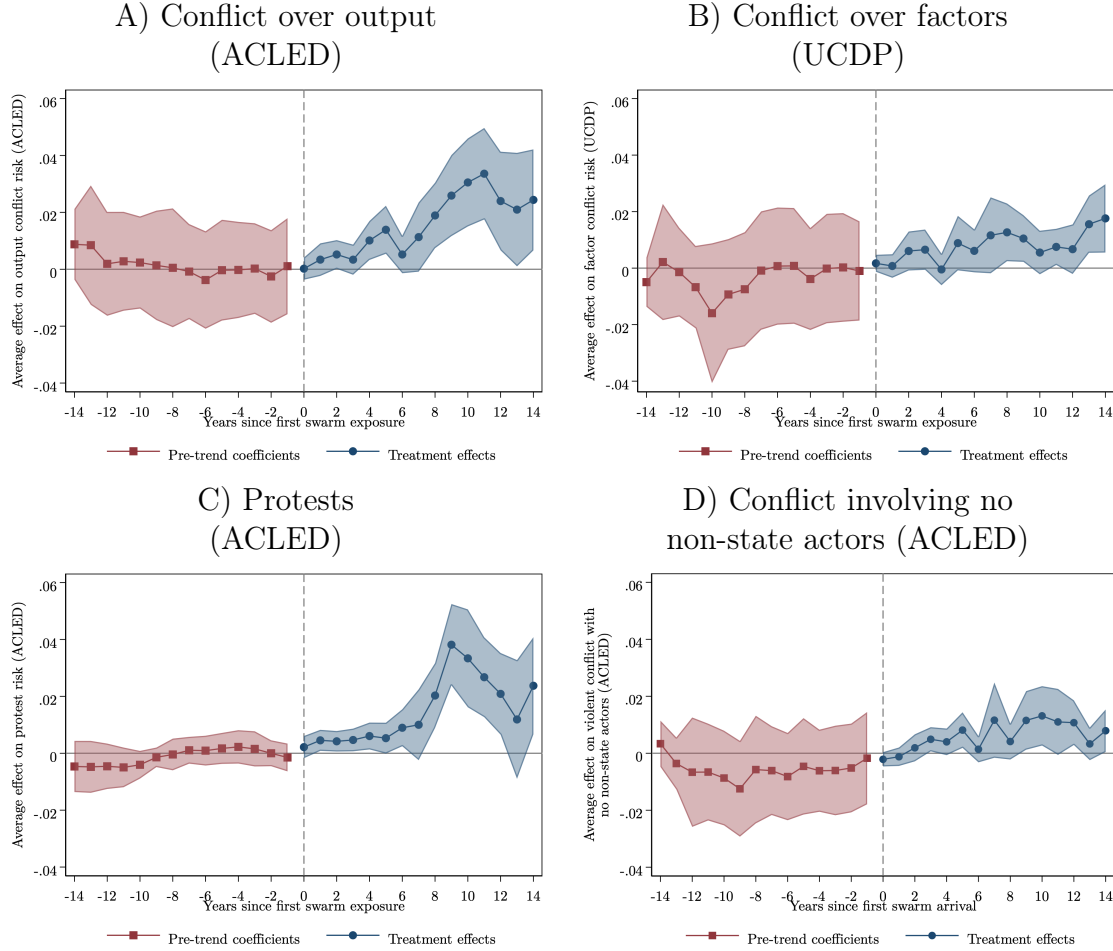 A) Conflict over output
(ACLED)
Average effect on output conflict risk (ACLED)
.06
.04
.02
0
-.02
-.04
-14 -12 -10 -8 -6 -4 -2 0 2 4 6 8 10 12 14
Years since first swarm exposure
Pre-trend coefficients Treatment effects
B) Conflict over factors
(UCDP)
Average effect on factor conflict risk (UCDP)
.06
.04
.02
0
-.02
-.04
-14 -12 -10 -8 -6 -4 -2 0 2 4 6 8 10 12 14
Years since first swarm exposure
Pre-trend coefficients Treatment effects
C) Protests
(ACLED)
Average effect on protest risk (ACLED)
.06
.04
.02
0
-.02
-.04
-14 -12 -10 -8 -6 -4 -2 0 2 4 6 8 10 12 14
Years since first swarm exposure
Pre-trend coefficients Treatment effects
D) Conflict involving no
non-state actors (ACLED)
Average effect on violent conflict with
no non-state actors (ACLED)
.06
.04
.02
0
-.02
-.04
-14 -12 -10 -8 -6 -4 -2 0 2 4 6 8 10 12 14
Years since first swarm arrival
Pre-trend coefficients Treatment effects